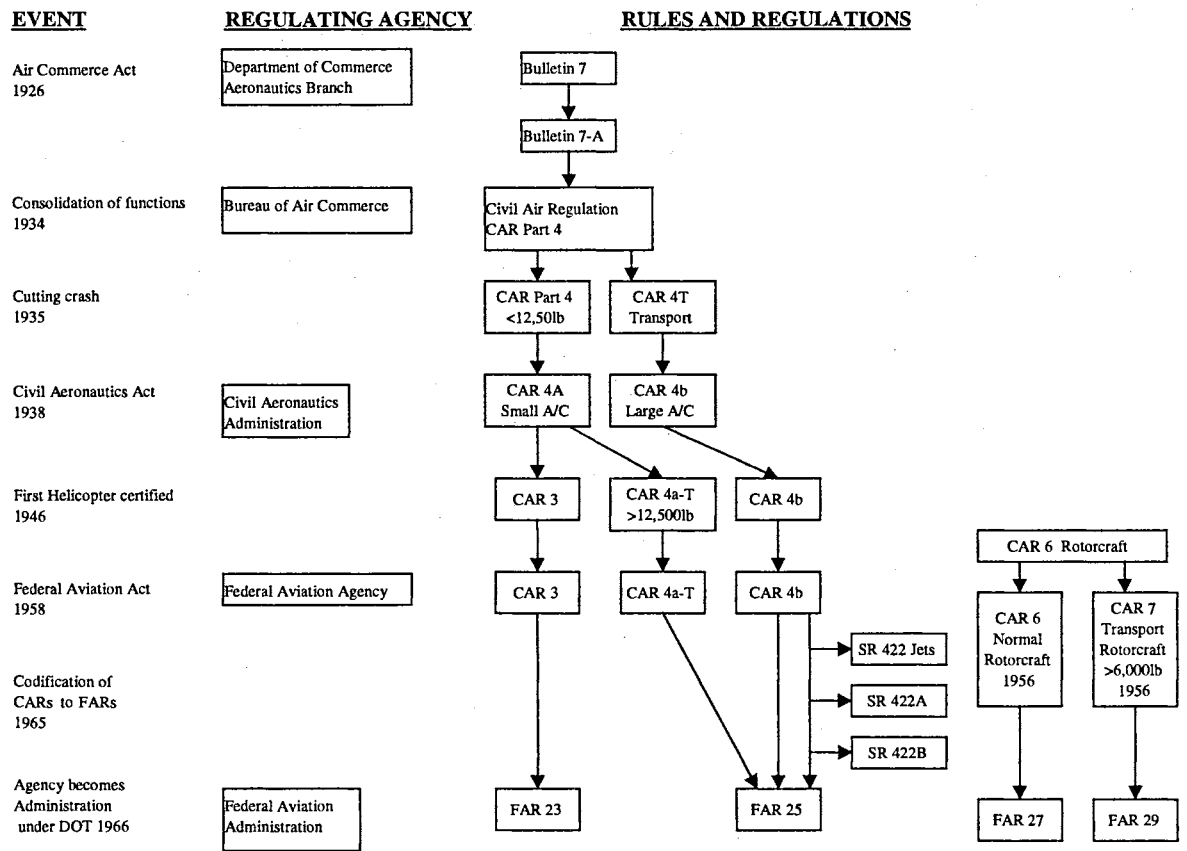 EVENT
REGULATING AGENCY
RULES AND REGULATIONS
Air Commerce Act
1926
Department of Commerce
Aeronautics Branch
Bulletin 7
Bulletin 7-A
Consolidation of functions
1934
Bureau of Air Commerce
Civil Air Regulation
CAR Part 4
Cutting crash
1935
CAR Part 4
<12,50lb
CAR 4T
Transport
Civil Aeronautics Act
1938
Civil Aeronautics
Administration
CAR 4A
Small A/C
CAR 4b
Large A/C
First Helicopter certified
1946
CAR 3
CAR 4a-T
>12,500lb
CAR 4b
CAR 6 Rotorcraft
Federal Aviation Act
1958
Federal Aviation Agency
CAR 3
CAR 4a-T
CAR 4b
CAR 6
Normal
Rotorcraft
1956
CAR 7
Transport
Rotorcraft
>6,000lb
1956
SR 422 Jets
Codification of
CARs to FARs
1965
SR 422A
SR 422B
Agency becomes
Administration
under DOT 1966
Federal Aviation
Administration
FAR 23
FAR 25
FAR 27
FAR 29